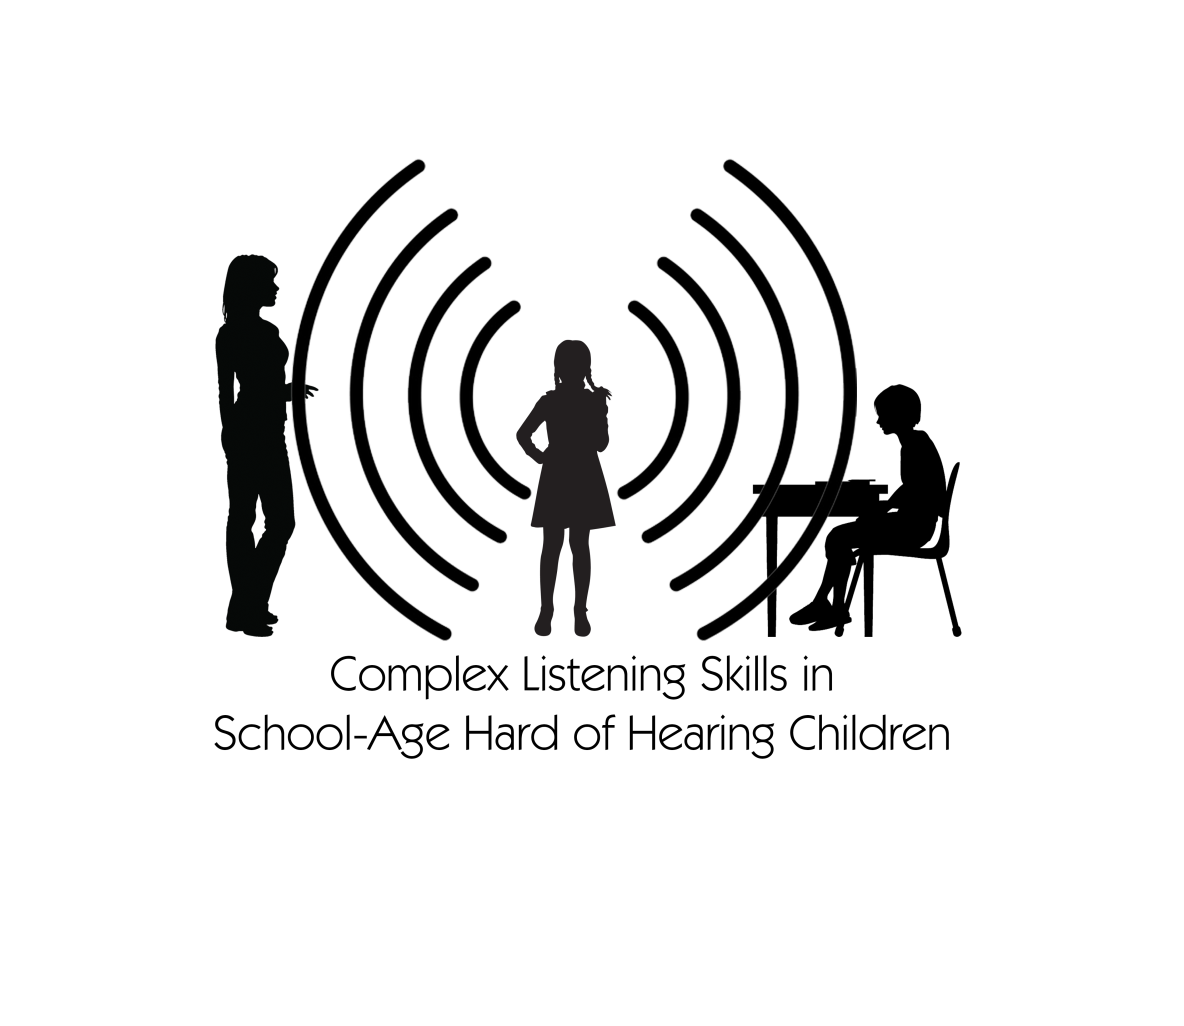 Complex Listening Skills in
School-Age Hard of Hearing Children